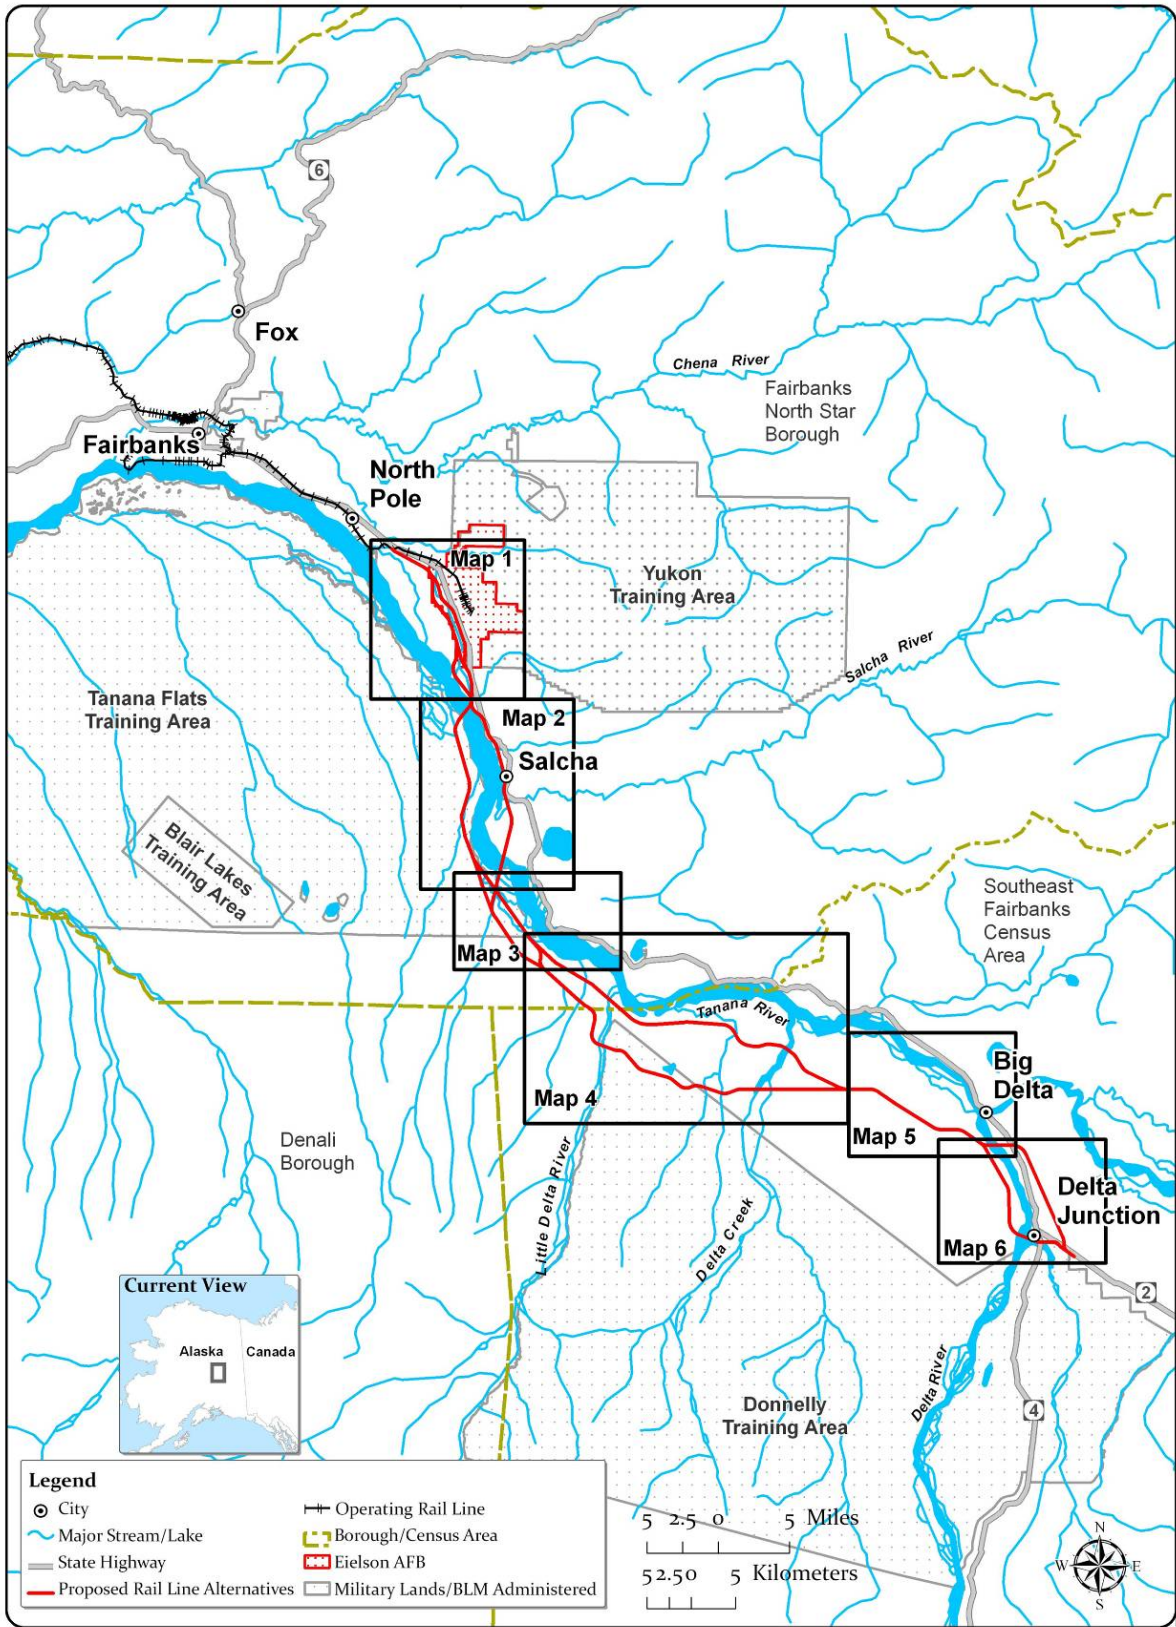 6
Fox
Chena River
Fairbanks
North Star
Borough
Fairbanks
North
Pole
Map 1
Yukon
Training Area
Salcha River
Tanana Flats
Training Area
Map 2
Salcha
Blair Lakes
Training Area
Southeast
Fairbanks
Census
Area
Map 3
Tanana River
Big
Delta
Map 4
Map 5
Denali
Borough
Little Delta River
Delta Creek
Delta
Junction
Map 6
2
Current View
Alaska
Canada
Delta River
Donnelly
Training Area
4
Legend
City
Major Stream/Lake
State Highway
Proposed Rail Line Alternatives
Operating Rail Line
Borough/Census Area
Eielson AFB
Military Lands/BLM Administered
5 2.5 0 5 Miles
5 2.5 0 5 Kilometers
N
W E
S